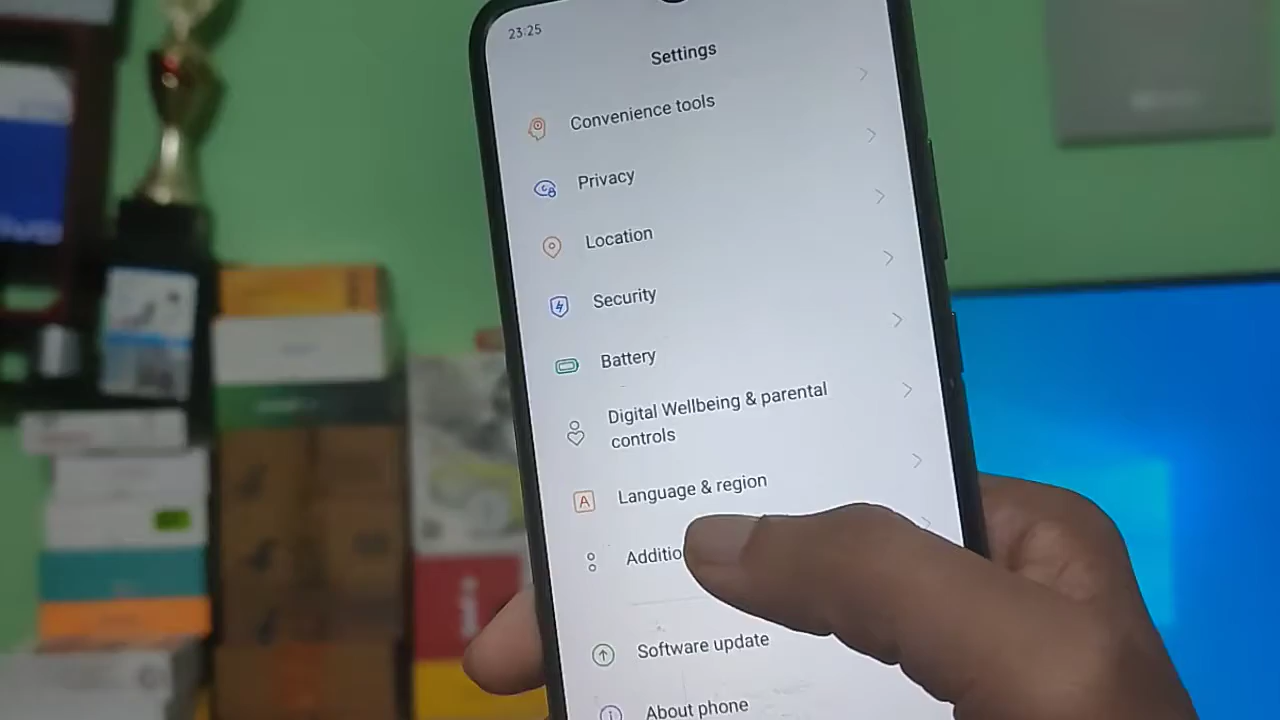 23:25
Settings
Convenience tools
Privacy
Location
Security
Battery
Digital Wellbeing & parental
controls
A
Language & region
Additio
Software update
About phone